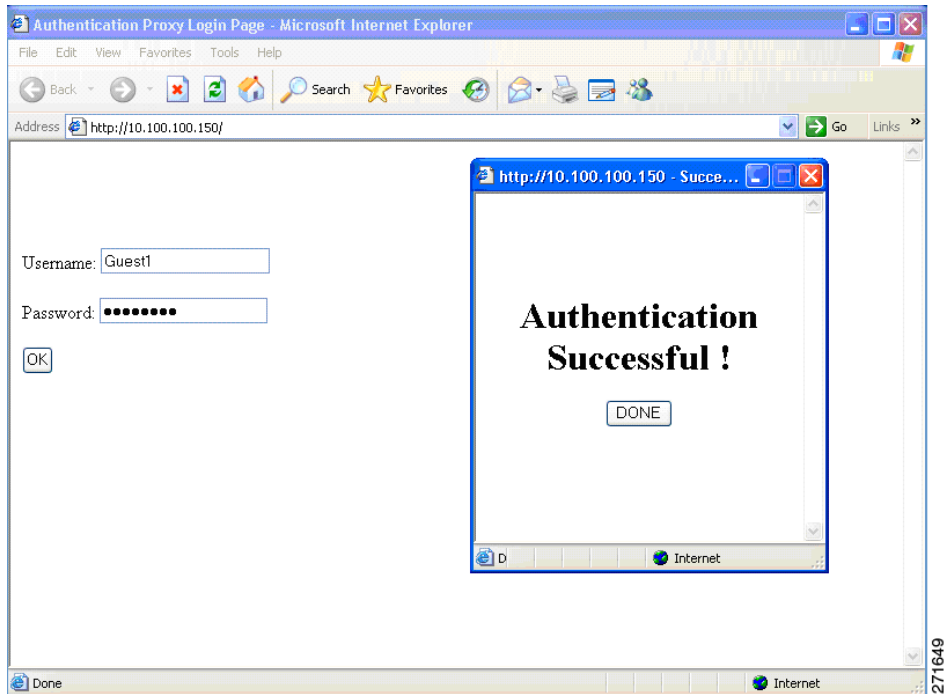 Authentication Proxy Login Page - Microsoft Internet Explorer
File Edit View Favorites Tools Help
Back Search Favorites
Address http://10.100.100.150/ Go Links »
http://10.100.100.150 - Succe...
Username: Guest1
Password: ●●●●●●●●
OK
Authentication
Successful !
DONE
D Internet
Done Internet
271649